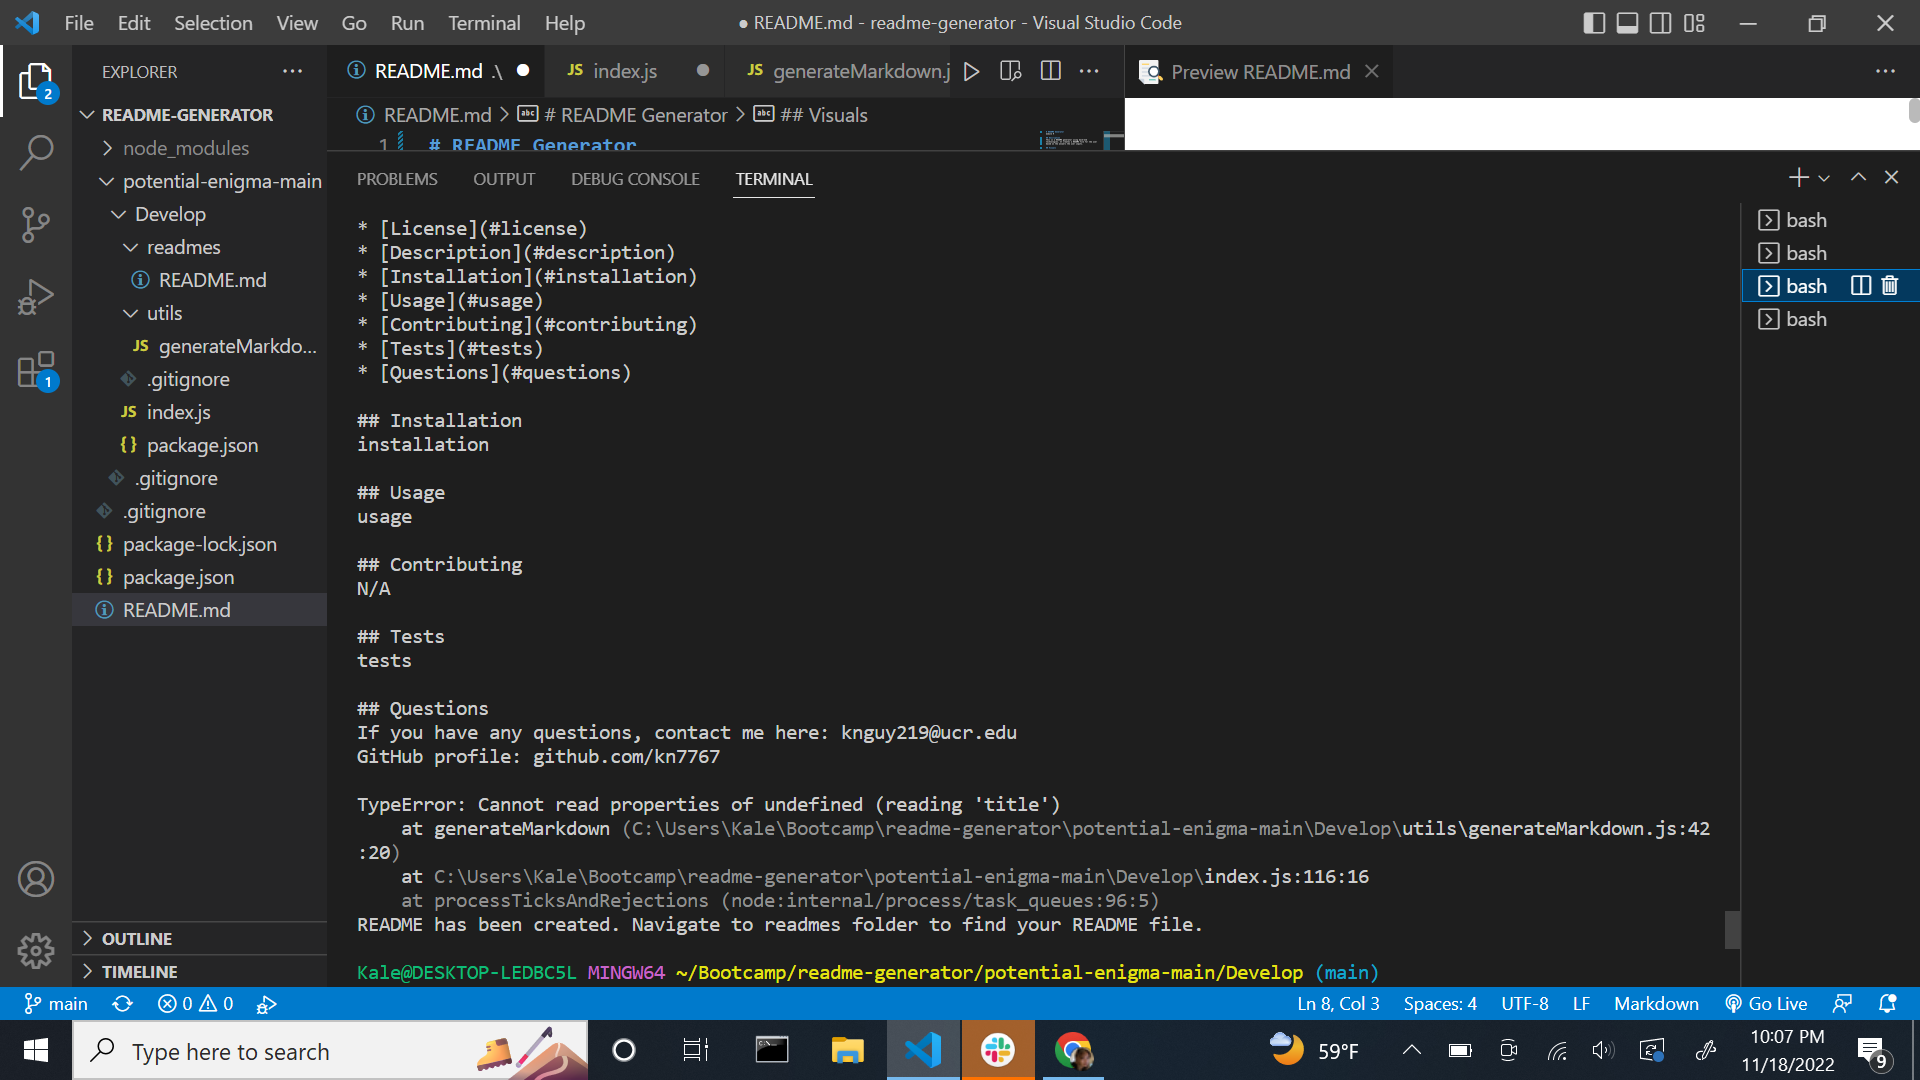 File Edit Selection View Go Run Terminal Help
● README.md - readme-generator - Visual Studio Code
EXPLORER
README.md .\
JS index.js
JS generateMarkdown.j
Preview README.md
2
README-GENERATOR
README.md > # README Generator > ## Visuals
1 # README Generator
node_modules
potential-enigma-main
Develop
readmes
README.md
utils
JS generateMarkdo...
.gitignore
JS index.js
{} package.json
.gitignore
.gitignore
{} package-lock.json
{} package.json
README.md
1
OUTLINE
TIMELINE
PROBLEMS OUTPUT DEBUG CONSOLE TERMINAL
* [License](#license)
* [Description](#description)
* [Installation](#installation)
* [Usage](#usage)
* [Contributing](#contributing)
* [Tests](#tests)
* [Questions](#questions)
## Installation
installation
## Usage
usage
## Contributing
N/A
## Tests
tests
## Questions
If you have any questions, contact me here: knguy219@ucr.edu
GitHub profile: github.com/kn7767
TypeError: Cannot read properties of undefined (reading 'title')
at generateMarkdown (C:\Users\Kale\Bootcamp\readme-generator\potential-enigma-main\Develop\utils\generateMarkdown.js:42
:20)
at C:\Users\Kale\Bootcamp\readme-generator\potential-enigma-main\Develop\index.js:116:16
at processTicksAndRejections (node:internal/process/task_queues:96:5)
README has been created. Navigate to readmes folder to find your README file.
Kale@DESKTOP-LEDBC5L MINGW64 ~/Bootcamp/readme-generator/potential-enigma-main/Develop (main)
bash
bash
bash
bash
main 0 0
Ln 8, Col 3 Spaces: 4 UTF-8 LF Markdown Go Live
Type here to search
59°F
10:07 PM
11/18/2022
9